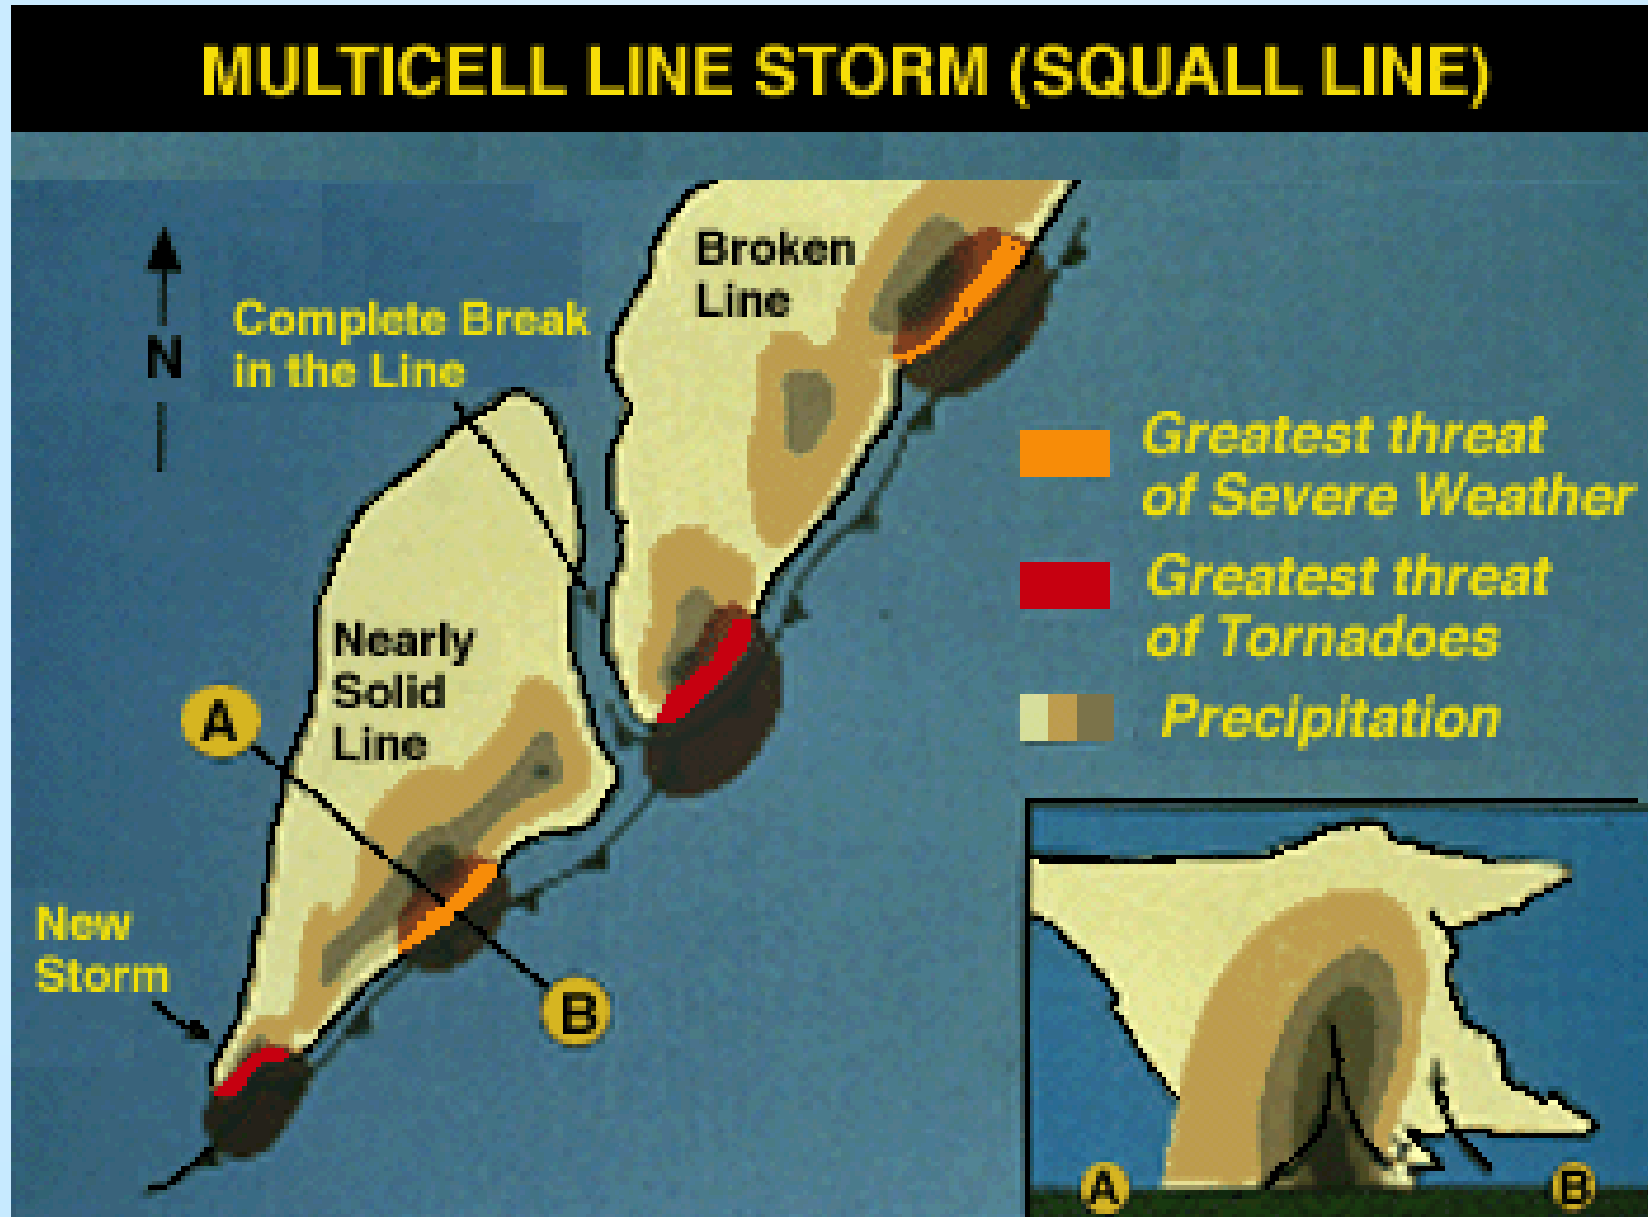 MULTICELL LINE STORM (SQUALL LINE)
Broken
Line
Complete Break
in the Line
N
Greatest threat
of Severe Weather
Greatest threat
of Tornadoes
Precipitation
Nearly
Solid
Line
A
New
Storm
B
A
B